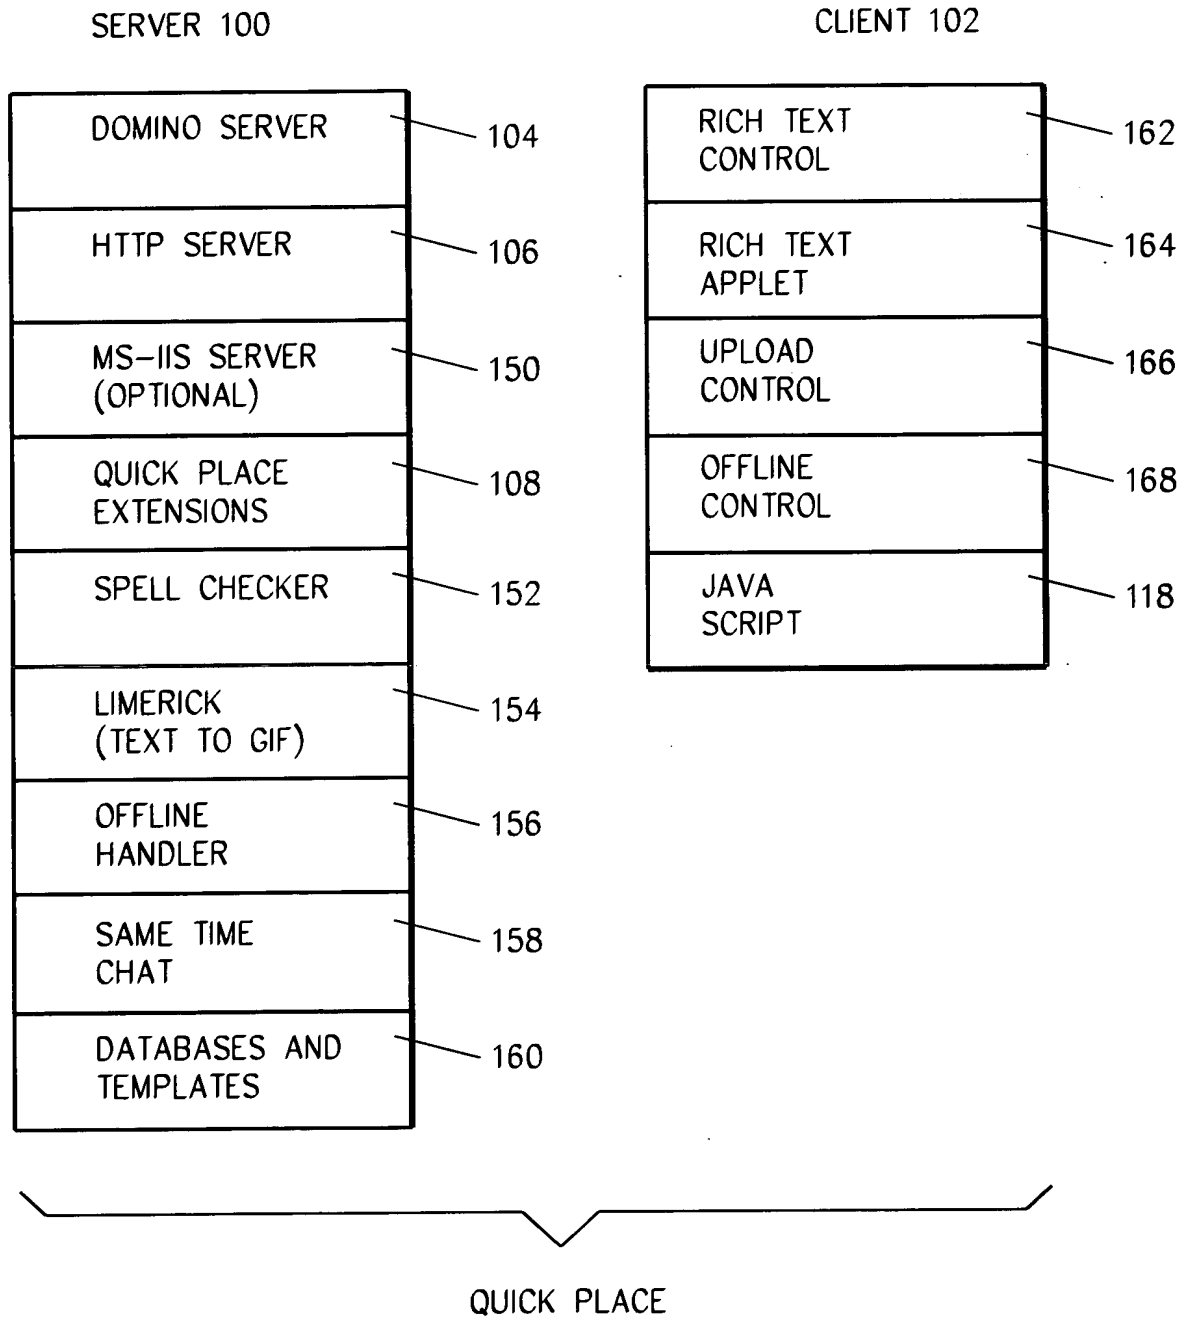 SERVER 100
DOMINO SERVER
104
HTTP SERVER
106
MS-IIS SERVER
(OPTIONAL)
150
QUICK PLACE
EXTENSIONS
108
SPELL CHECKER
152
LIMERICK
(TEXT TO GIF)
154
OFFLINE
HANDLER
156
SAME TIME
CHAT
158
DATABASES AND
TEMPLATES
160
CLIENT 102
RICH TEXT
CONTROL
162
RICH TEXT
APPLET
164
UPLOAD
CONTROL
166
OFFLINE
CONTROL
168
JAVA
SCRIPT
118
QUICK PLACE